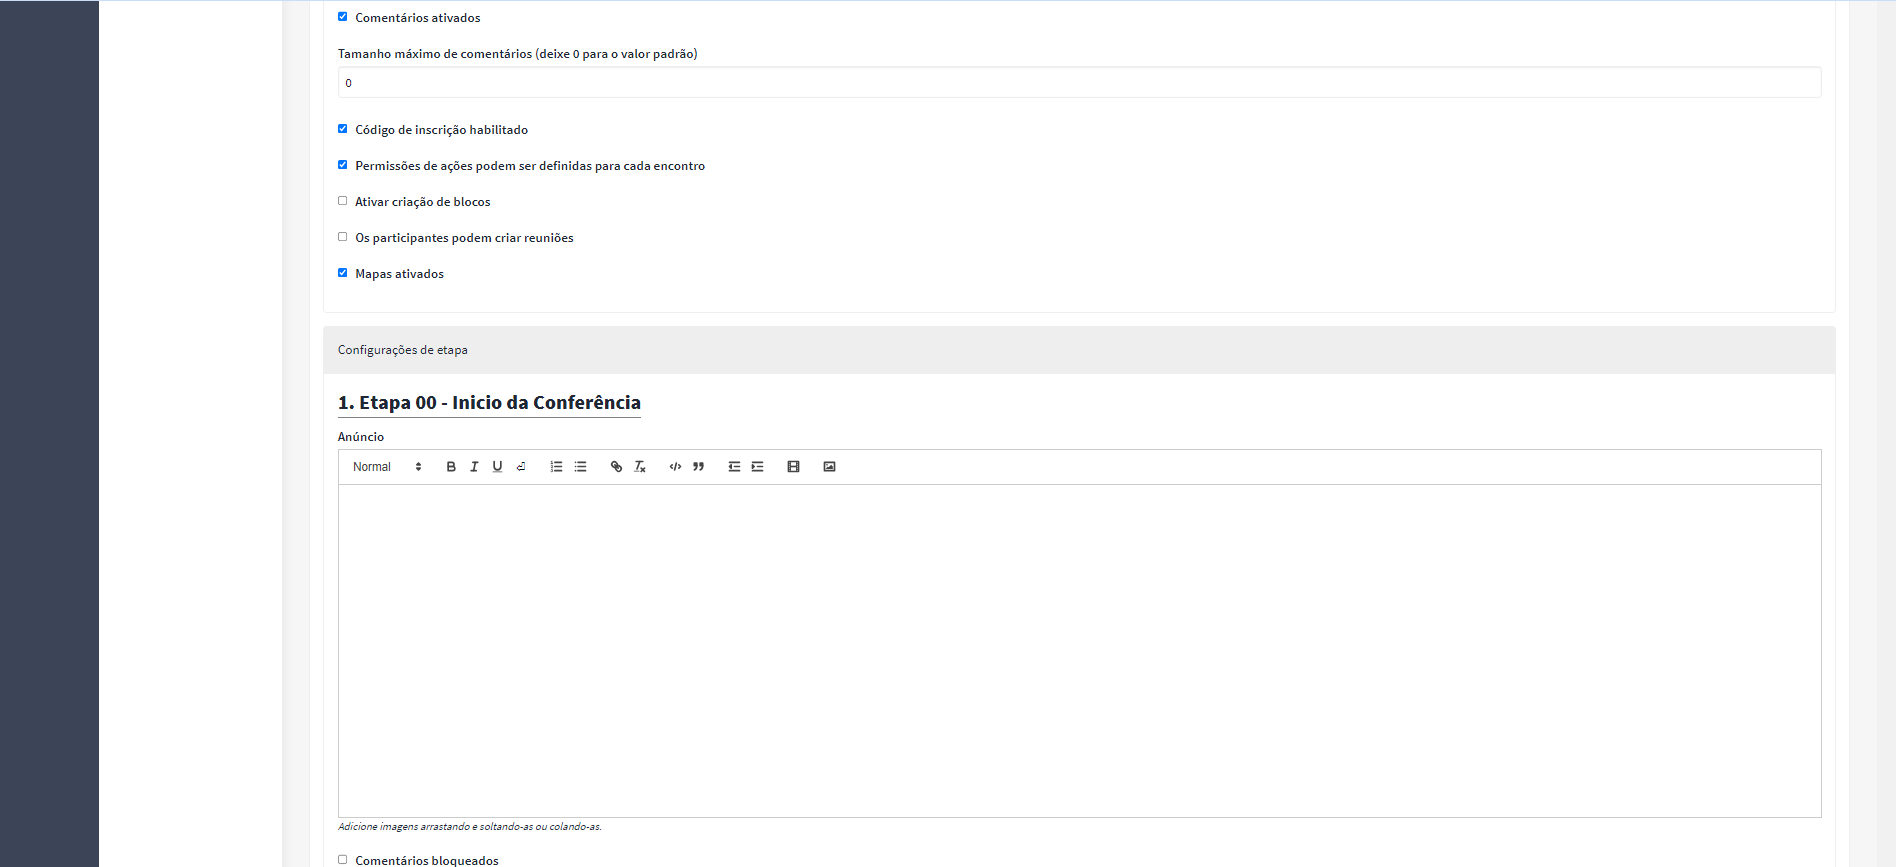 Comentários ativados
Tamanho máximo de comentários (deixe 0 para o valor padrão)
0
Código de inscrição habilitado
Permissões de ações podem ser definidas para cada encontro
Ativar criação de blocos
Os participantes podem criar reuniões
Mapas ativados
Configurações de etapa
1. Etapa 00 - Inicio da Conferência
Anúncio
Normal
Adicione imagens arrastando e soltando-as ou colando-as.
Comentários bloqueados